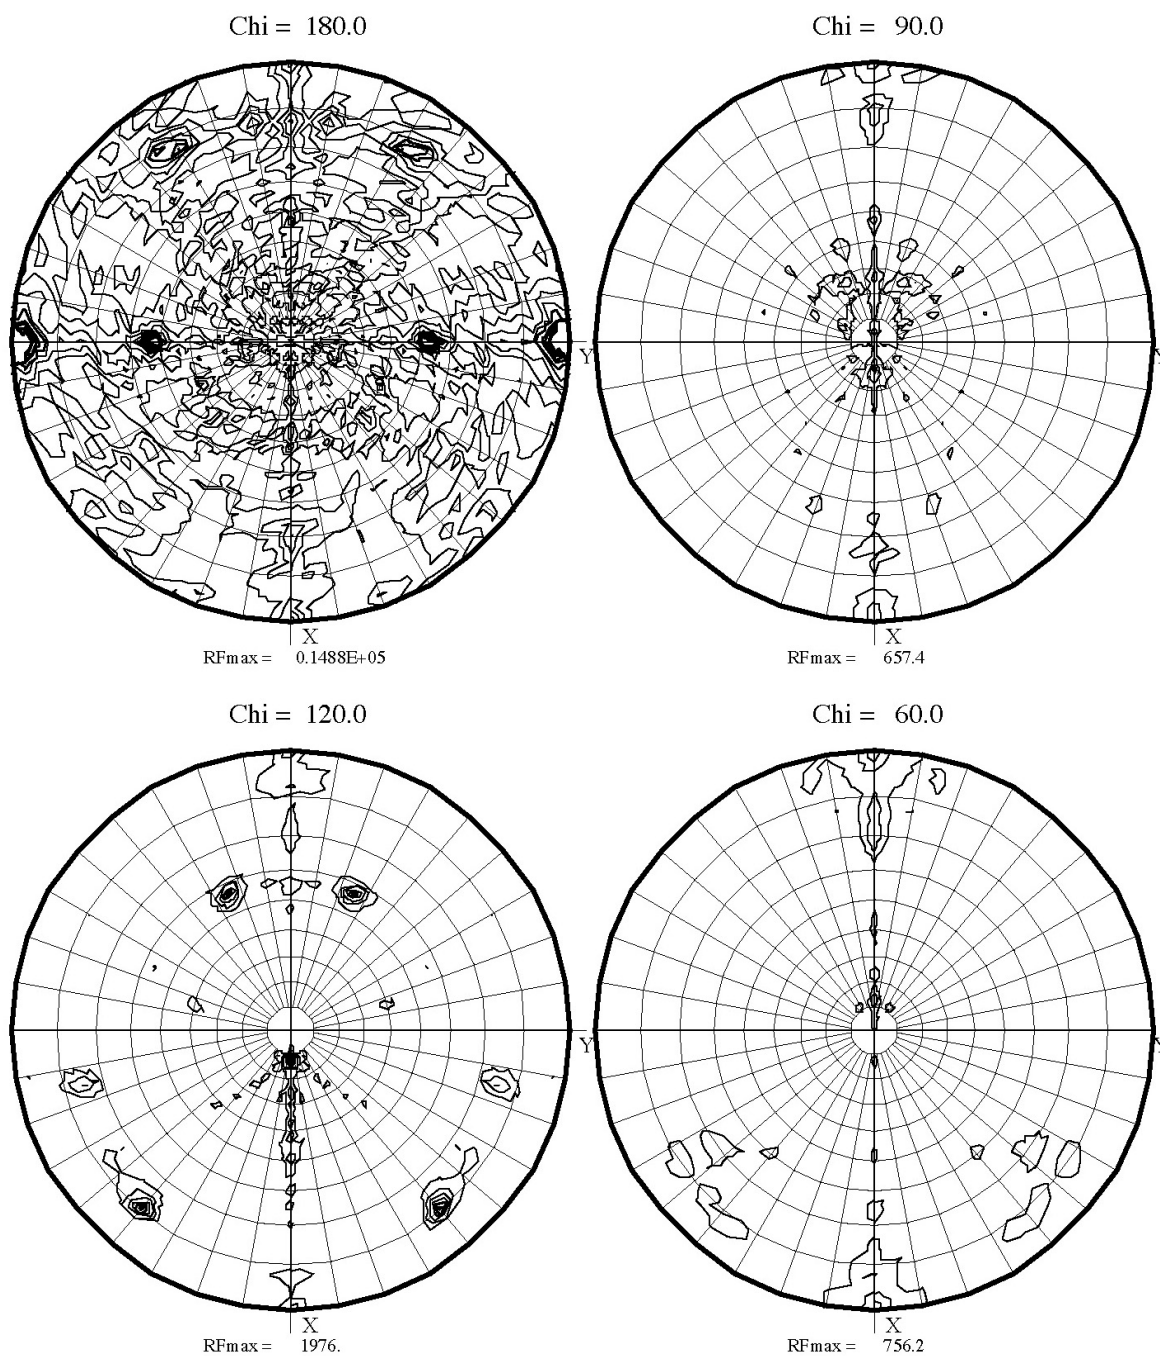 Chi = 180.0
Chi = 90.0
Y
X
X
RFmax = 0.1488E+05
RFmax = 657.4
Chi = 120.0
Chi = 60.0
Y
X
X
RFmax = 1976.
RFmax = 756.2